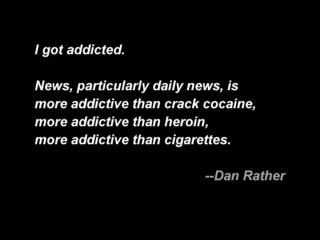 I got addicted.
News, particularly daily news, is
more addictive than crack cocaine,
more addictive than heroin,
more addictive than cigarettes.
--Dan Rather